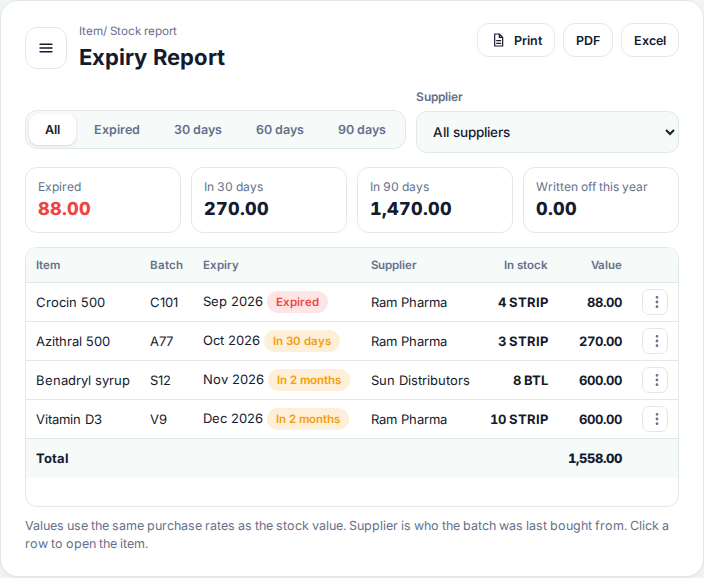 Item/ Stock report
Expiry Report
Print PDF Excel
Supplier
All Expired 30 days 60 days 90 days All suppliers
Expired In 30 days In 90 days Written off this year
88.00 270.00 1,470.00 0.00
Item Batch Expiry Supplier In stock Value
Crocin 500 C101 Sep 2026 Expired Ram Pharma 4 STRIP 88.00
Azithral 500 A77 Oct 2026 In 30 days Ram Pharma 3 STRIP 270.00
Benadryl syrup S12 Nov 2026 In 2 months Sun Distributors 8 BTL 600.00
Vitamin D3 V9 Dec 2026 In 2 months Ram Pharma 10 STRIP 600.00
Total 1,558.00
Values use the same purchase rates as the stock value. Supplier is who the batch was last bought from. Click a
row to open the item.